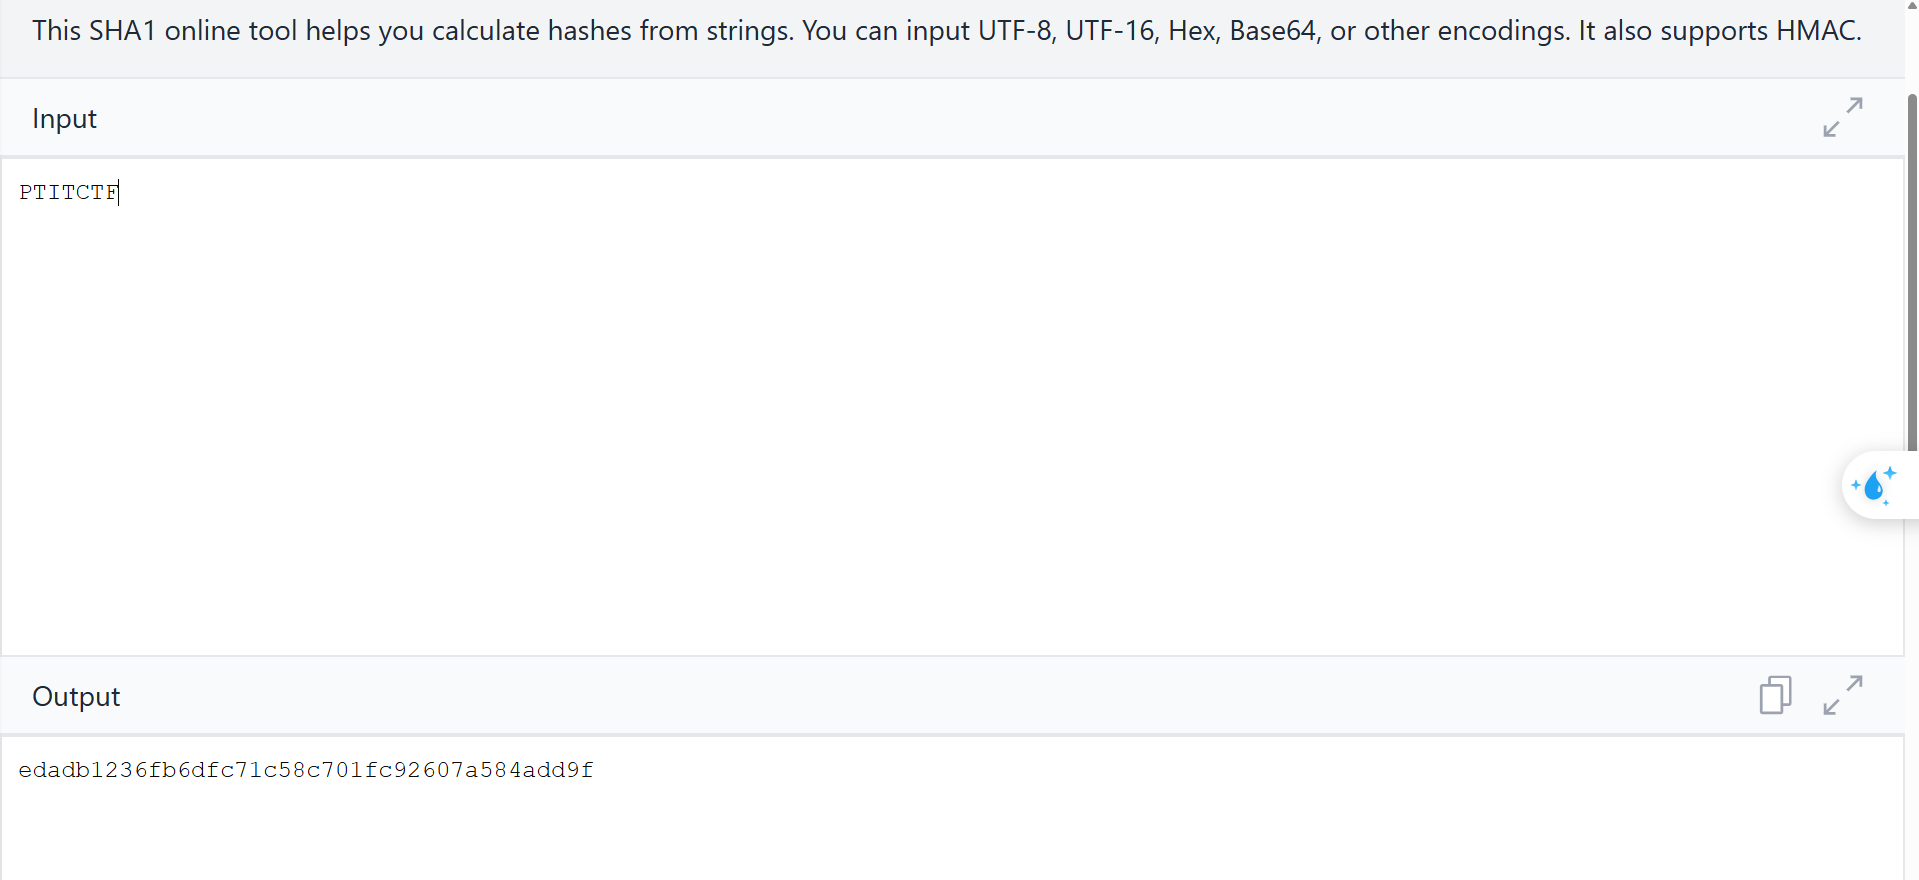 This SHA1 online tool helps you calculate hashes from strings. You can input UTF-8, UTF-16, Hex, Base64, or other encodings. It also supports HMAC.
Input
PTITCTF
Output
edadb1236fb6dfc71c58c701fc92607a584add9f